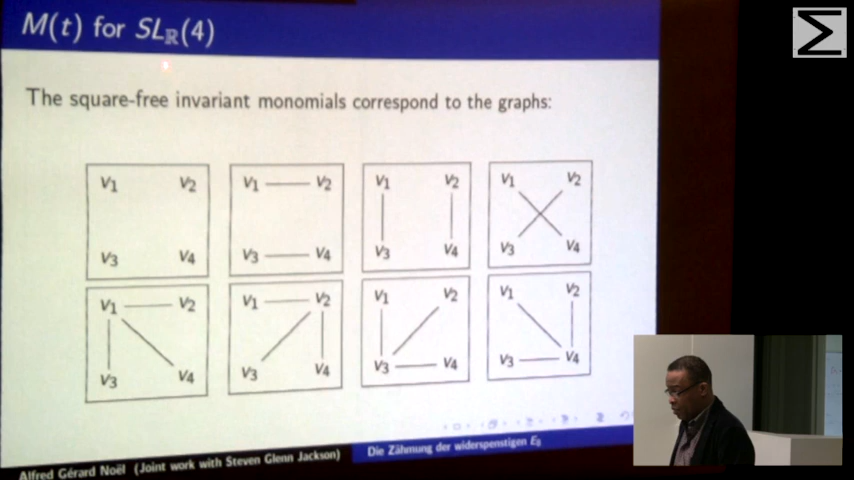 M(t) for SL_ℝ(4)
Σ
The square-free invariant monomials correspond to the graphs:
V1 V2 V1 V2 V1 V2 V1 V2
V3 V4 V3 V4 V3 V4 V3 V4
V1 V2 V1 V2 V1 V2 V1 V2
V3 V4 V3 V4 V3 V4 V3 V4
Alfred Gérard Noël (Joint work with Steven Glenn Jackson) Die Zähmung der widerspenstigen E8